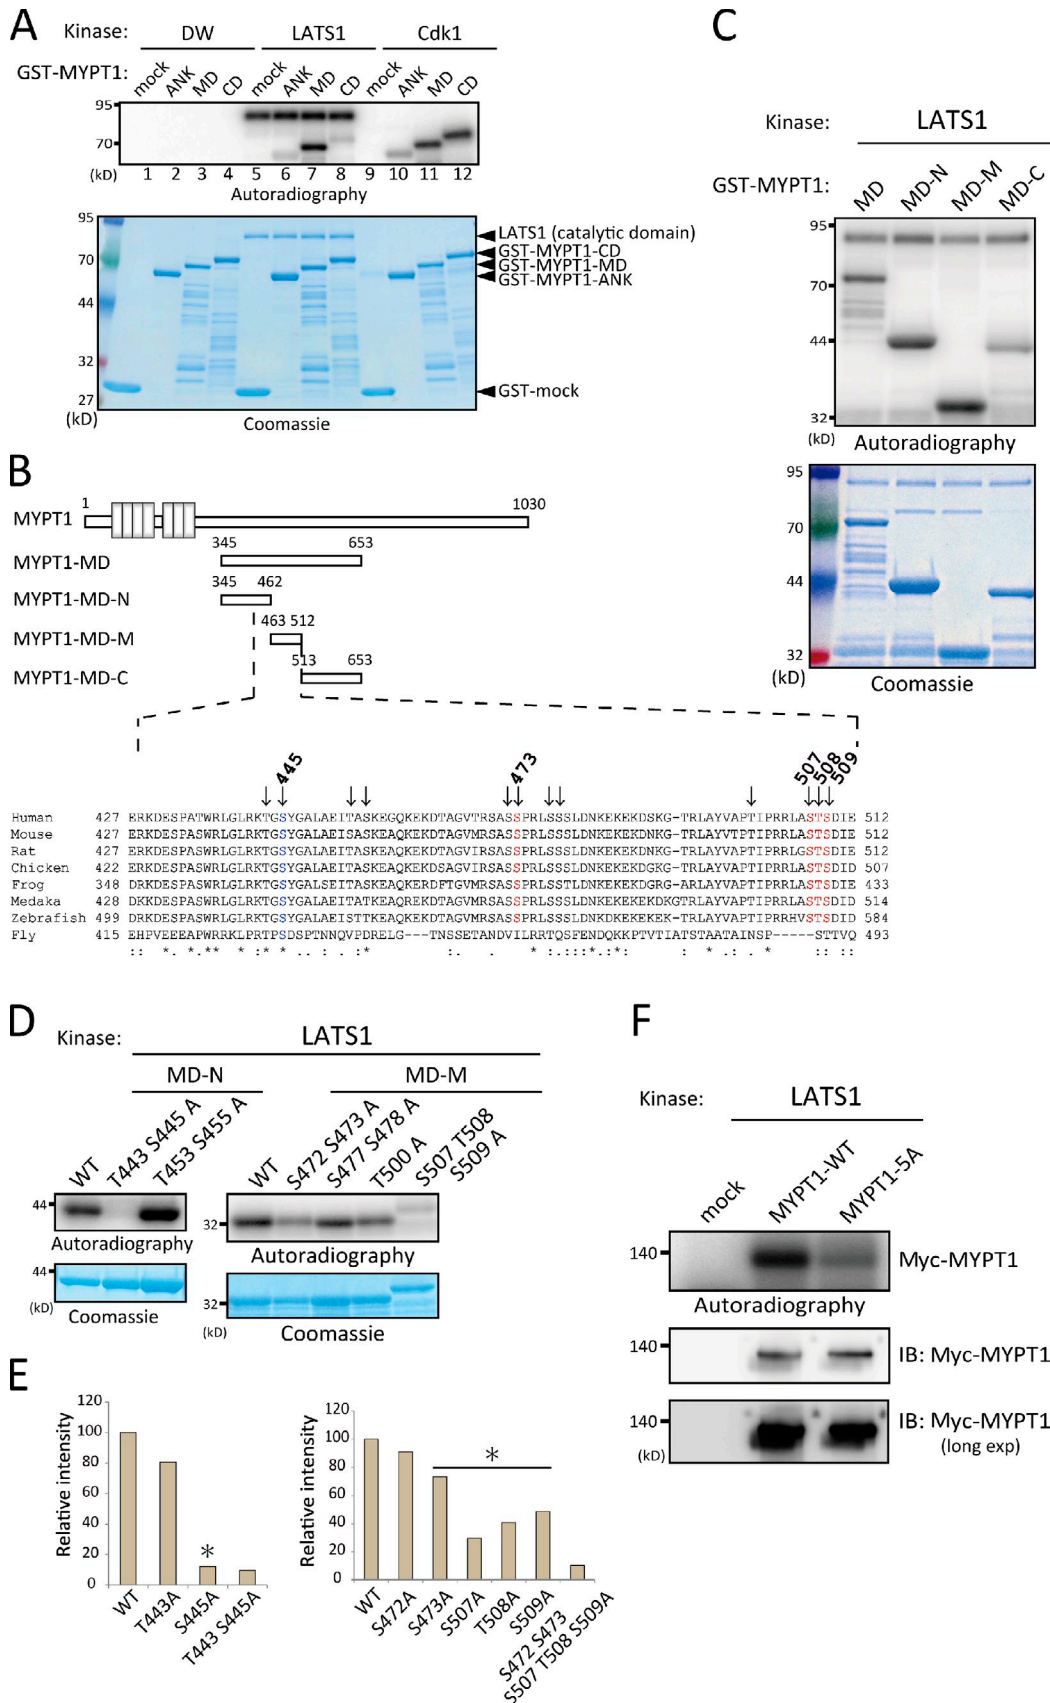 A
Kinase: DW LATS1 Cdk1
GST-MYPT1: mock ANK MD CD mock ANK MD CD mock ANK MD CD
95
70
(kD) 1 2 3 4 5 6 7 8 9 10 11 12
Autoradiography
95
70
44
32
27
(kD)
LATS1 (catalytic domain)
GST-MYPT1-CD
GST-MYPT1-MD
GST-MYPT1-ANK
GST-mock
Coomassie
C
Kinase: LATS1
GST-MYPT1: MD MD-N MD-M MD-C
95
70
44
32
(kD) Autoradiography
95
70
44
32
(kD) Coomassie
B
1 1030
MYPT1
345 653
MYPT1-MD
345 462
MYPT1-MD-N
463 512
MYPT1-MD-M
513 653
MYPT1-MD-C
445 473 507 508 509
Human 427 ERKDESPATWRLGLRKTGSYGALAEITASKEGQKEKDTAGVTRSASSPRLSSSLDNKEKEKDSKG-TRLAYVAPTIPRRLASTSDIE 512
Mouse 427 ERKDESPASWRLGLRKTGSYGALAEITASKEAQKEKDTAGVIRSASSPRLSSSLDNKEKEKDNKG-TRLAYVTPTIPRRLASTSDIE 512
Rat 427 ERKDESPASWRLGLRKTGSYGALAEITASKEAQKEKDTAGVIRSASSPRLSSSLDNKEKEKDNKG-TRLAYVAPTIPRRLGSTSDIE 512
Chicken 422 ERKDESPASWRLGLRKTGSYGALAEITASKEAQKEKDSAGVIRSASSPRLSSSLDNKEKEKDGKG-TRLAYVAPTIPRRLASTSDIE 507
Frog 348 DRKDESPASWRLGLRKTGSYGALSEITASKEAQKERDFTGVMRSASSPRLSSTLDNKEKEKDGRG-ARLAYVAPTIPRRLASTSDIE 433
Medaka 428 DKKDESPASWRLGLRKTGSYGALAEITATKEAQKEKDTAGVMRSASSPRLSSSLDNKEKEKEKDKGTRLAYVAPTIPRRLASTSDIE 514
Zebrafish 499 DRKDESPASWRLGLRKTGSYGALAEISTTKEAQKEKDTAGVMRSASSPRLSSSLDNKDKEKEKEK-TRLAYVAPTIPRRHVSTSDID 584
Fly 415 EHPVEEEAPWRRKLPRTPSDSPTNNQVPDRELG---TNSSETANDVILRRTQSFENDQKKPTVTIATSTAATAINSP-----STTVQ 493
D
Kinase: LATS1
MD-N MD-M
WT T443 S445 A T453 S455 A WT S472 S473 A S477 S478 A T500 A S507 T508 S509 A
44
Autoradiography
44
(kD) Coomassie
32
Autoradiography
32
(kD) Coomassie
E
Relative intensity
120
100
80
60
40
20
0
*
WT T443A S445A T443 S445A
Relative intensity
120
100
80
60
40
20
0
*
WT S472A S473A S507A T508A S509A S472 S473 S507 T508 S509A
F
Kinase: LATS1
mock MYPT1-WT MYPT1-5A
140 Myc-MYPT1
Autoradiography
140 IB: Myc-MYPT1
140 IB: Myc-MYPT1
(kD) (long exp)